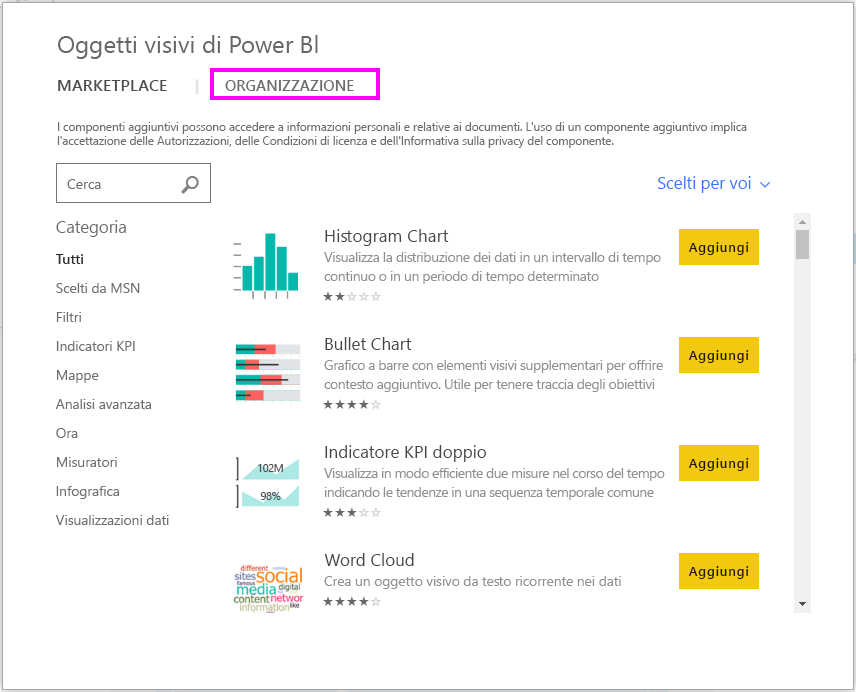 Oggetti visivi di Power BI
MARKETPLACE | ORGANIZZAZIONE
I componenti aggiuntivi possono accedere a informazioni personali e relative ai documenti. L'uso di un componente aggiuntivo implica
l'accettazione delle Autorizzazioni, delle Condizioni di licenza e dell'Informativa sulla privacy del componente.
Cerca
Scelti per voi
Categoria
Tutti
Scelti da MSN
Filtri
Indicatori KPI
Mappe
Analisi avanzata
Ora
Misuratori
Infografica
Visualizzazioni dati
Histogram Chart
Visualizza la distribuzione dei dati in un intervallo di tempo
continuo o in un periodo di tempo determinato
Aggiungi
Bullet Chart
Grafico a barre con elementi visivi supplementari per offrire
contesto aggiuntivo. Utile per tenere traccia degli obiettivi
Aggiungi
102M
98%
Indicatore KPI doppio
Visualizza in modo efficiente due misure nel corso del tempo
indicando le tendenze in una sequenza temporale comune
Aggiungi
different
sites social
famous
media digital
content networ
information like
Word Cloud
Crea un oggetto visivo da testo ricorrente nei dati
Aggiungi